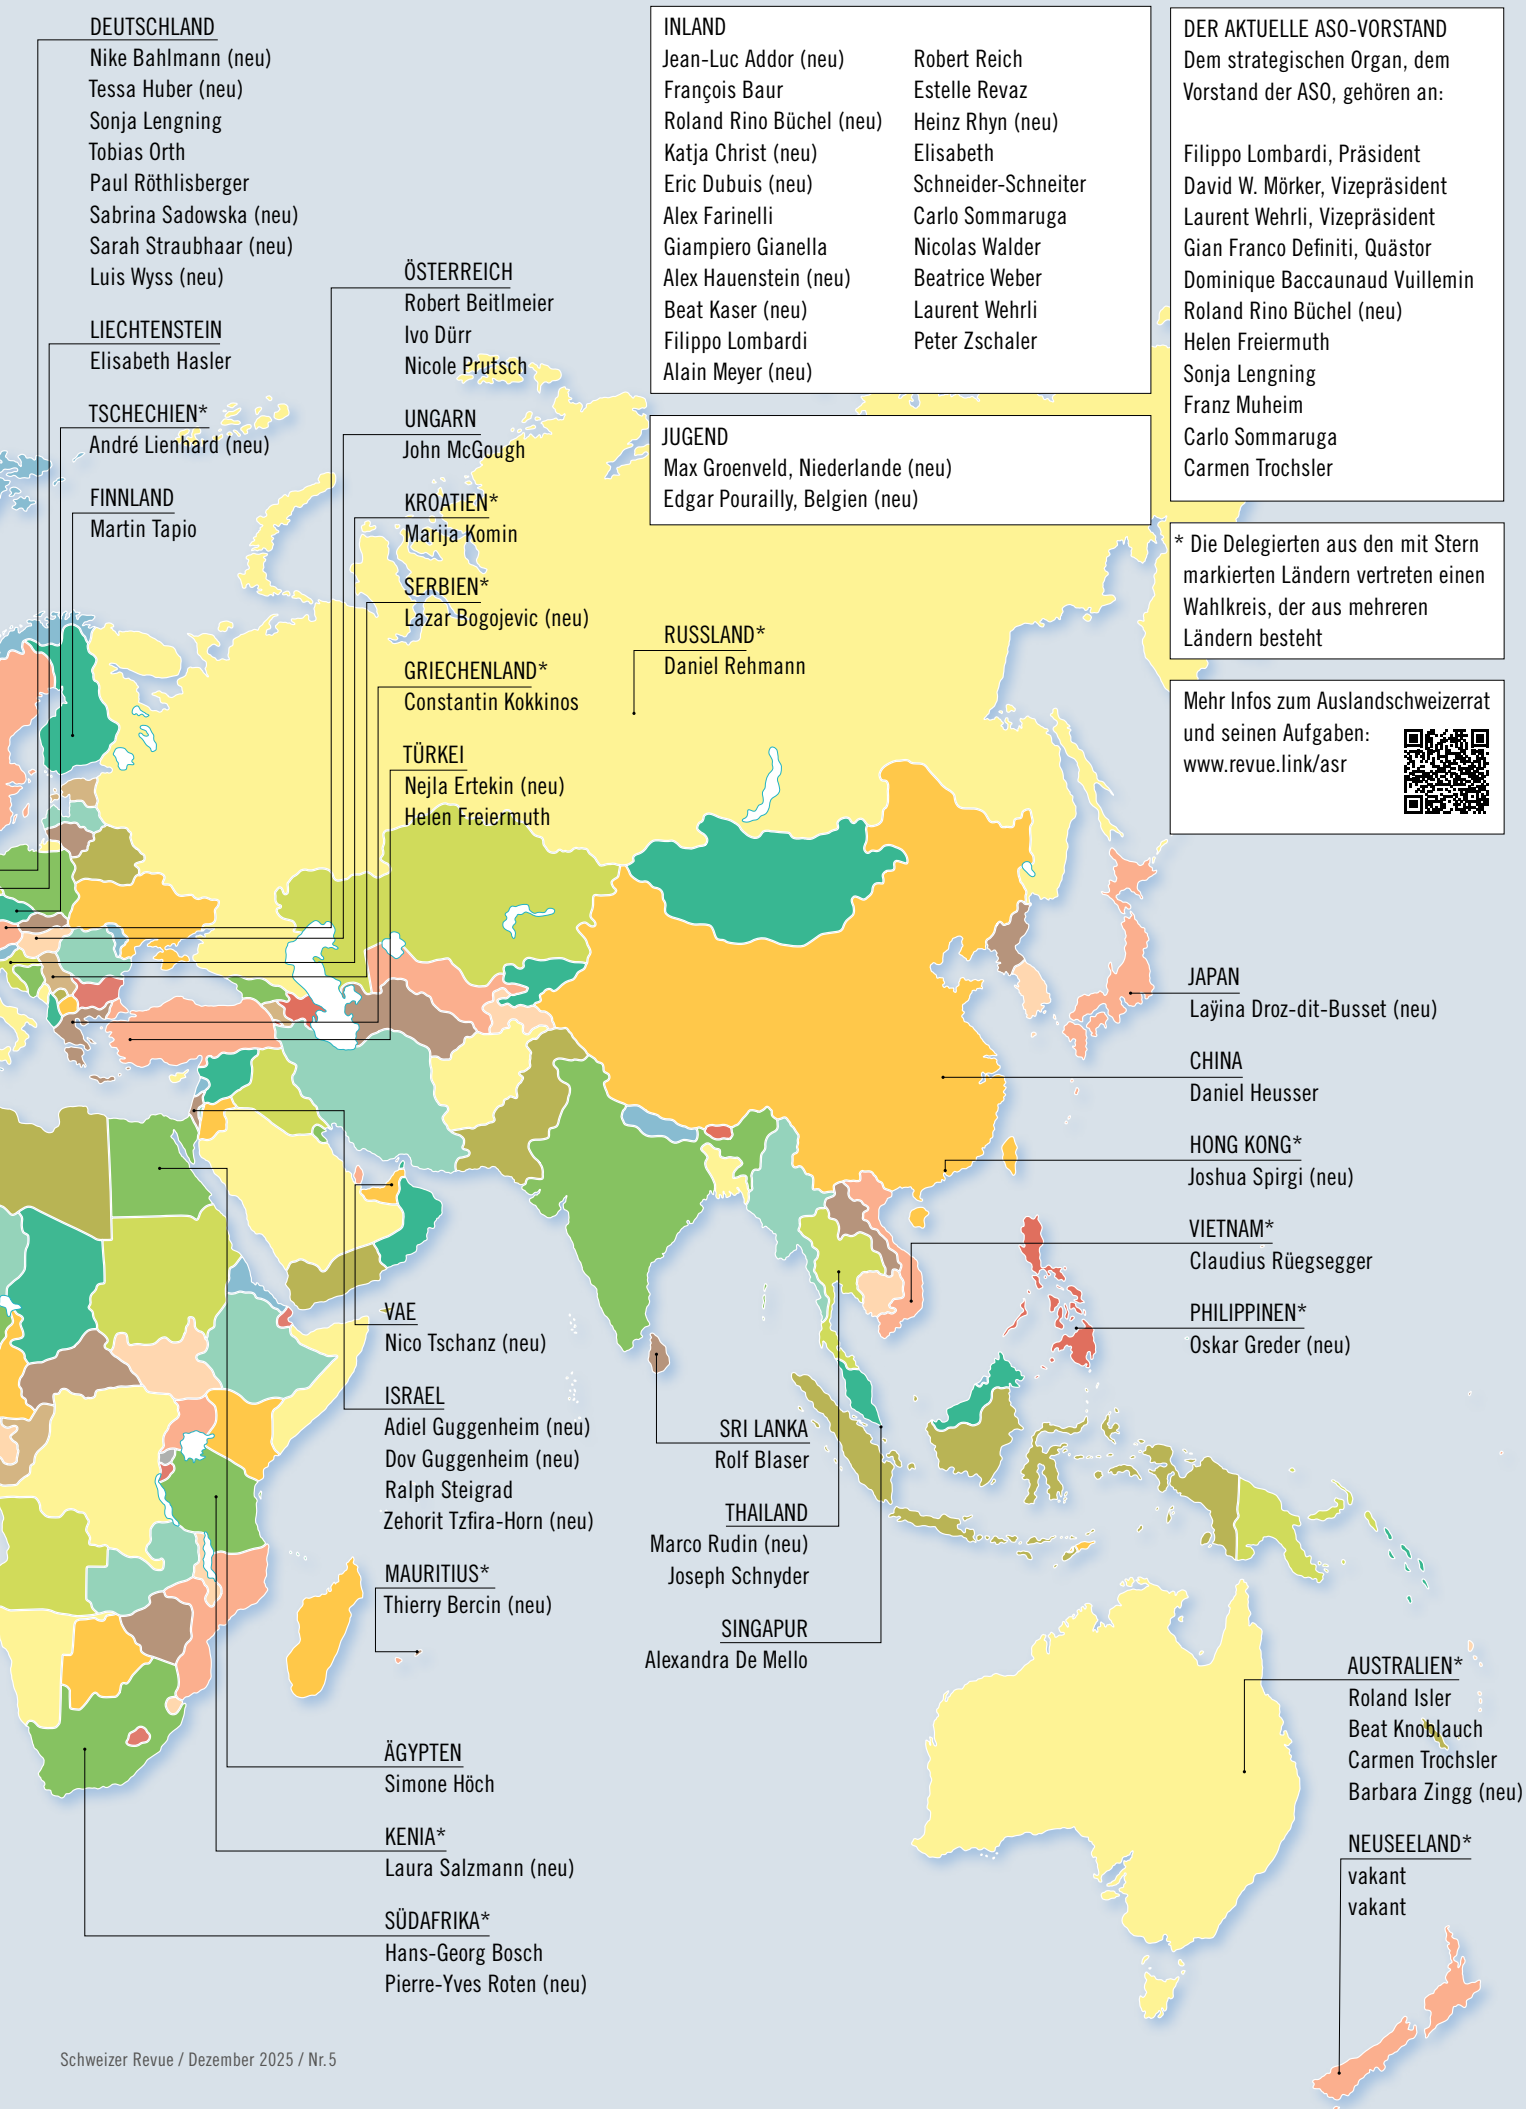 DEUTSCHLAND
Nike Bahlmann (neu)
Tessa Huber (neu)
Sonja Lengning
Tobias Orth
Paul Röthlisberger
Sabrina Sadowska (neu)
Sarah Straubhaar (neu)
Luis Wyss (neu)
LIECHTENSTEIN
Elisabeth Hasler
TSCHECHIEN*
André Lienhard (neu)
FINNLAND
Martin Tapio
ÖSTERREICH
Robert Beitlmeier
Ivo Dürr
Nicole Prutsch
UNGARN
John McGough
KROATIEN*
Marija Komin
SERBIEN*
Lazar Bogojevic (neu)
GRIECHENLAND*
Constantin Kokkinos
TÜRKEI
Nejla Ertekin (neu)
Helen Freiermuth
INLAND
Jean-Luc Addor (neu)
François Baur
Roland Rino Büchel (neu)
Katja Christ (neu)
Eric Dubuis (neu)
Alex Farinelli
Giampiero Gianella
Alex Hauenstein (neu)
Beat Kaser (neu)
Filippo Lombardi
Alain Meyer (neu)
Robert Reich
Estelle Revaz
Heinz Rhyn (neu)
Elisabeth
Schneider-Schneiter
Carlo Sommaruga
Nicolas Walder
Beatrice Weber
Laurent Wehrli
Peter Zschaler
JUGEND
Max Groenveld, Niederlande (neu)
Edgar Pourailly, Belgien (neu)
RUSSLAND*
Daniel Rehmann
DER AKTUELLE ASO-VORSTAND
Dem strategischen Organ, dem
Vorstand der ASO, gehören an:
Filippo Lombardi, Präsident
David W. Mörker, Vizepräsident
Laurent Wehrli, Vizepräsident
Gian Franco Definiti, Quästor
Dominique Baccaunaud Vuillemin
Roland Rino Büchel (neu)
Helen Freiermuth
Sonja Lengning
Franz Muheim
Carlo Sommaruga
Carmen Trochsler
* Die Delegierten aus den mit Stern
markierten Ländern vertreten einen
Wahlkreis, der aus mehreren
Ländern besteht
Mehr Infos zum Auslandschweizerrat
und seinen Aufgaben:
www.revue.link/asr
JAPAN
Laÿina Droz-dit-Busset (neu)
CHINA
Daniel Heusser
HONG KONG*
Joshua Spirgi (neu)
VIETNAM*
Claudius Rüegsegger
PHILIPPINEN*
Oskar Greder (neu)
VAE
Nico Tschanz (neu)
ISRAEL
Adiel Guggenheim (neu)
Dov Guggenheim (neu)
Ralph Steigrad
Zehorit Tzfira-Horn (neu)
MAURITIUS*
Thierry Bercin (neu)
ÄGYPTEN
Simone Höch
KENIA*
Laura Salzmann (neu)
SÜDAFRIKA*
Hans-Georg Bosch
Pierre-Yves Roten (neu)
SRI LANKA
Rolf Blaser
THAILAND
Marco Rudin (neu)
Joseph Schnyder
SINGAPUR
Alexandra De Mello
AUSTRALIEN*
Roland Isler
Beat Knoblauch
Carmen Trochsler
Barbara Zingg (neu)
NEUSEELAND*
vakant
vakant
Schweizer Revue / Dezember 2025 / Nr. 5